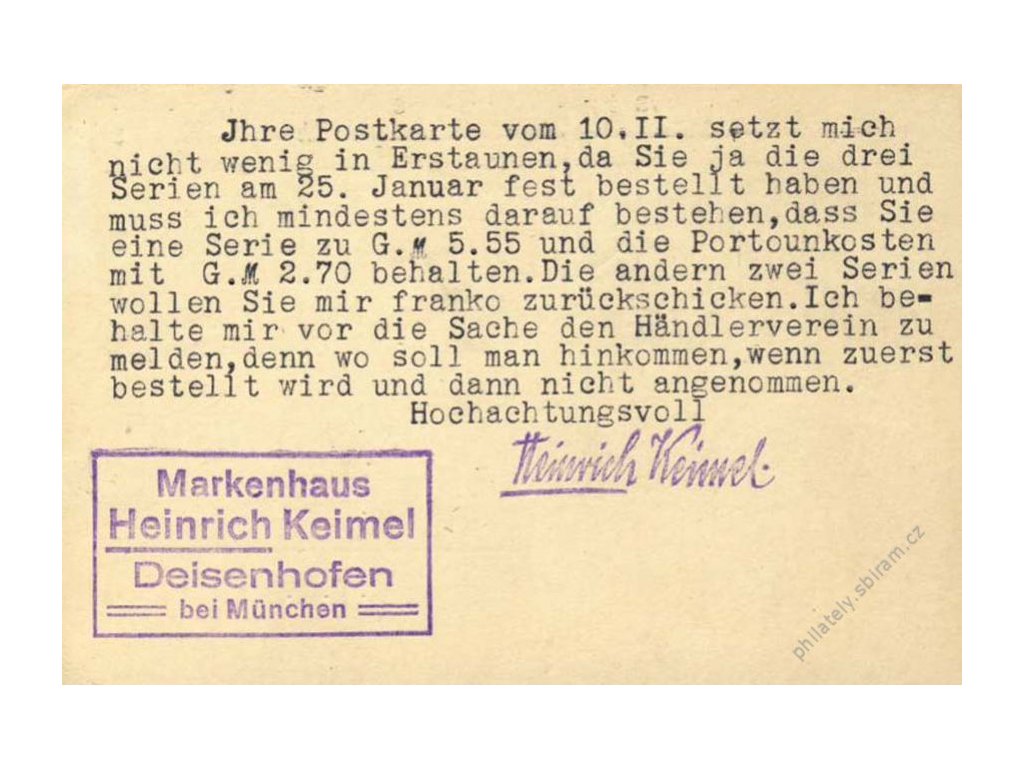 Jhre Postkarte vom 10.II. setzt mich
nicht wenig in Erstaunen,da Sie ja die drei
Serien am 25. Januar fest bestellt haben und
muss ich mindestens darauf bestehen,dass Sie
eine Serie zu G.M 5.55 und die Portounkosten
mit G.M 2.70 behalten.Die andern zwei Serien
wollen Sie mir franko zurückschicken.Ich be-
halte mir vor die Sache den Händlerverein zu
melden,denn wo soll man hinkommen,wenn zuerst
bestellt wird und dann nicht angenommen.
Hochachtungsvoll
Heinrich Keimel.
Markenhaus
Heinrich Keimel
Deisenhofen
bei München
philately.sbiram.cz